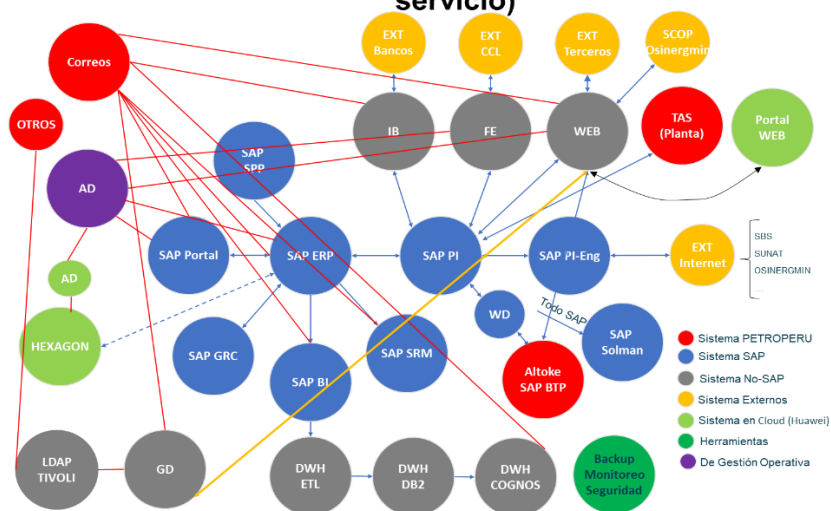 servicio)
EXT
Bancos
EXT
CCL
EXT
Terceros
SCOP
Osinergmin
Correos
OTROS
IB
FE
WEB
TAS
(Planta)
Portal
WEB
SAP
SPP
AD
SAP Portal
SAP ERP
SAP PI
SAP PI-Eng
EXT
Internet
SBS
SUNAT
OSINERGMIN
...
AD
HEXAGON
WD
Todo SAP
SAP
Solman
SAP GRC
SAP BI
SAP SRM
Altoke
SAP BTP
Sistema PETROPERU
Sistema SAP
Sistema No-SAP
Sistema Externos
Sistema en Cloud (Huawei)
Herramientas
De Gestión Operativa
LDAP
TIVOLI
GD
DWH
ETL
DWH
DB2
DWH
COGNOS
Backup
Monitoreo
Seguridad